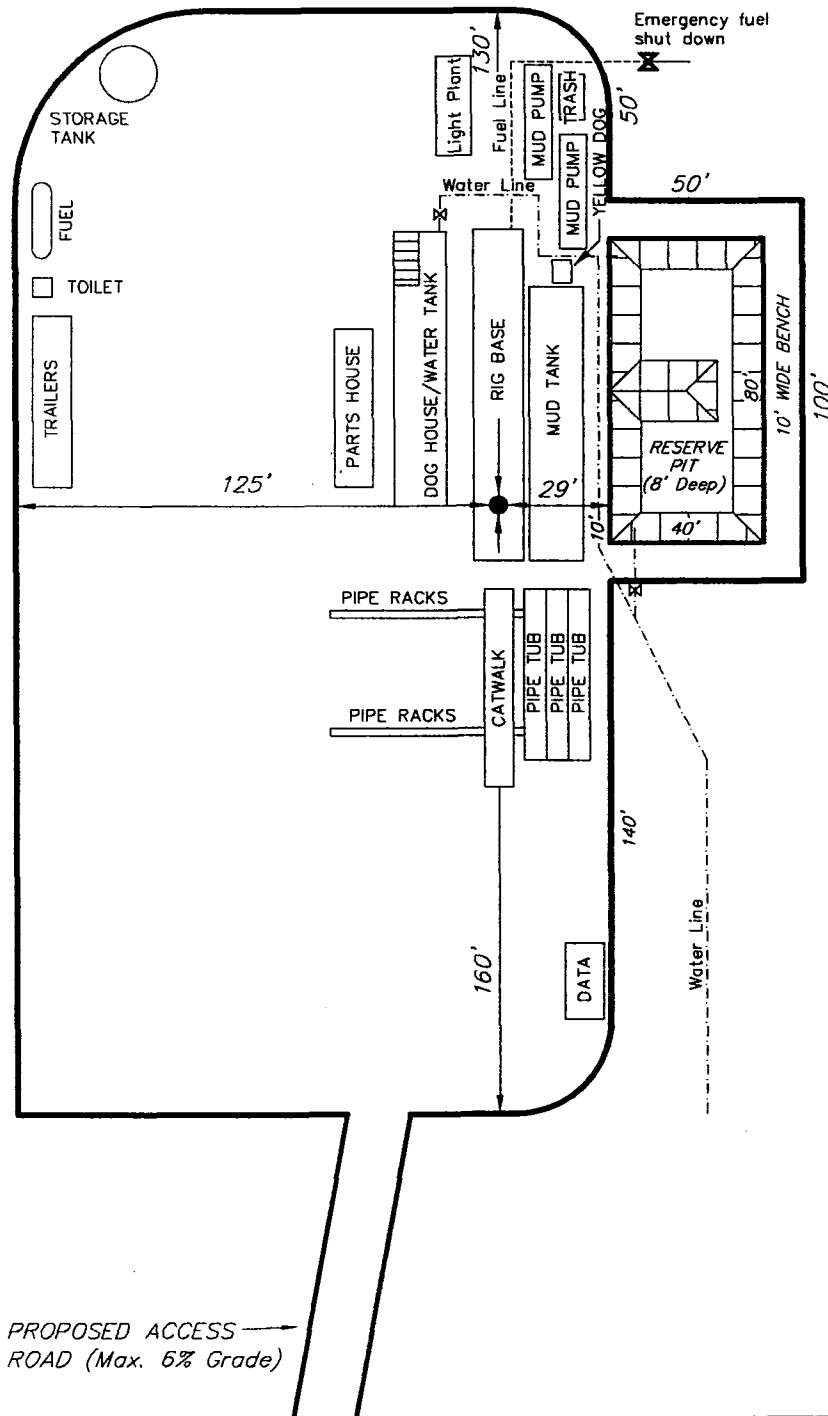 Emergency fuel
shut down
130'
STORAGE
TANK
Light Plant
Fuel Line
MUD PUMP
TRASH
50'
MUD PUMP
YELLOW DOG
Water Line
50'
FUEL
TOILET
TRAILERS
PARTS HOUSE
DOG HOUSE/WATER TANK
RIG BASE
MUD TANK
80'
10' WIDE BENCH
100'
RESERVE
PIT
(8' Deep)
125'
29'
10'
40'
PIPE RACKS
CATWALK
PIPE TUB
PIPE TUB
PIPE TUB
PIPE RACKS
140'
160'
DATA
Water Line
PROPOSED ACCESS
ROAD (Max. 6% Grade)